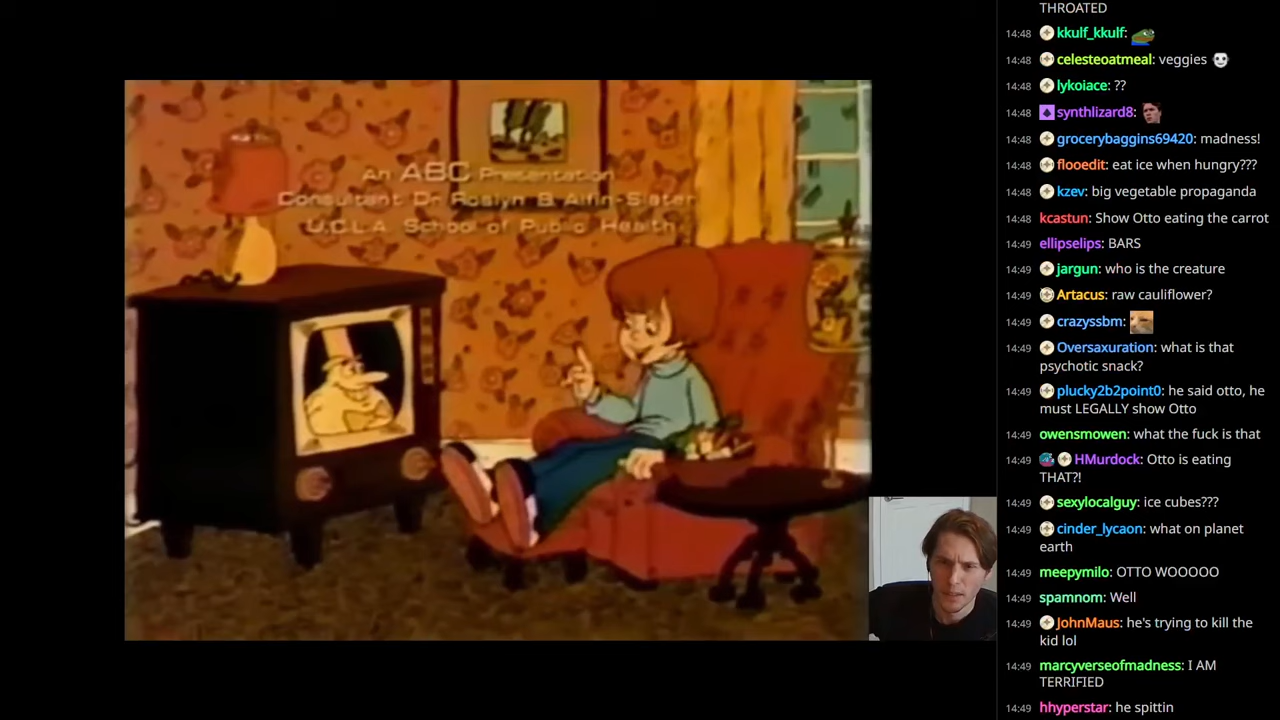 An ABC Presentation
Consultant Dr Roslyn B Alfin-Slater
U.C.L.A. School of Public Health
THROATED
14:48 kkulf_kkulf:
14:48 celesteoatmeal: veggies
14:48 lykoiace: ??
14:48 synthlizard8:
14:48 grocerybaggins69420: madness!
14:48 flooedit: eat ice when hungry???
14:48 kzev: big vegetable propaganda
14:48 kcastun: Show Otto eating the carrot
14:49 ellipselips: BARS
14:49 jargun: who is the creature
14:49 Artacus: raw cauliflower?
14:49 crazyssbm:
14:49 Oversaxuration: what is that
psychotic snack?
14:49 plucky2b2point0: he said otto, he
must LEGALLY show Otto
14:49 owensmowen: what the fuck is that
14:49 HMurdock: Otto is eating
THAT?!
14:49 sexylocalguy: ice cubes???
14:49 cinder_lycaon: what on planet
earth
14:49 meepymilo: OTTO WOOOOO
14:49 spamnom: Well
14:49 JohnMaus: he's trying to kill the
kid lol
14:49 marcyverseofmadness: I AM
TERRIFIED
14:49 hhyperstar: he spittin